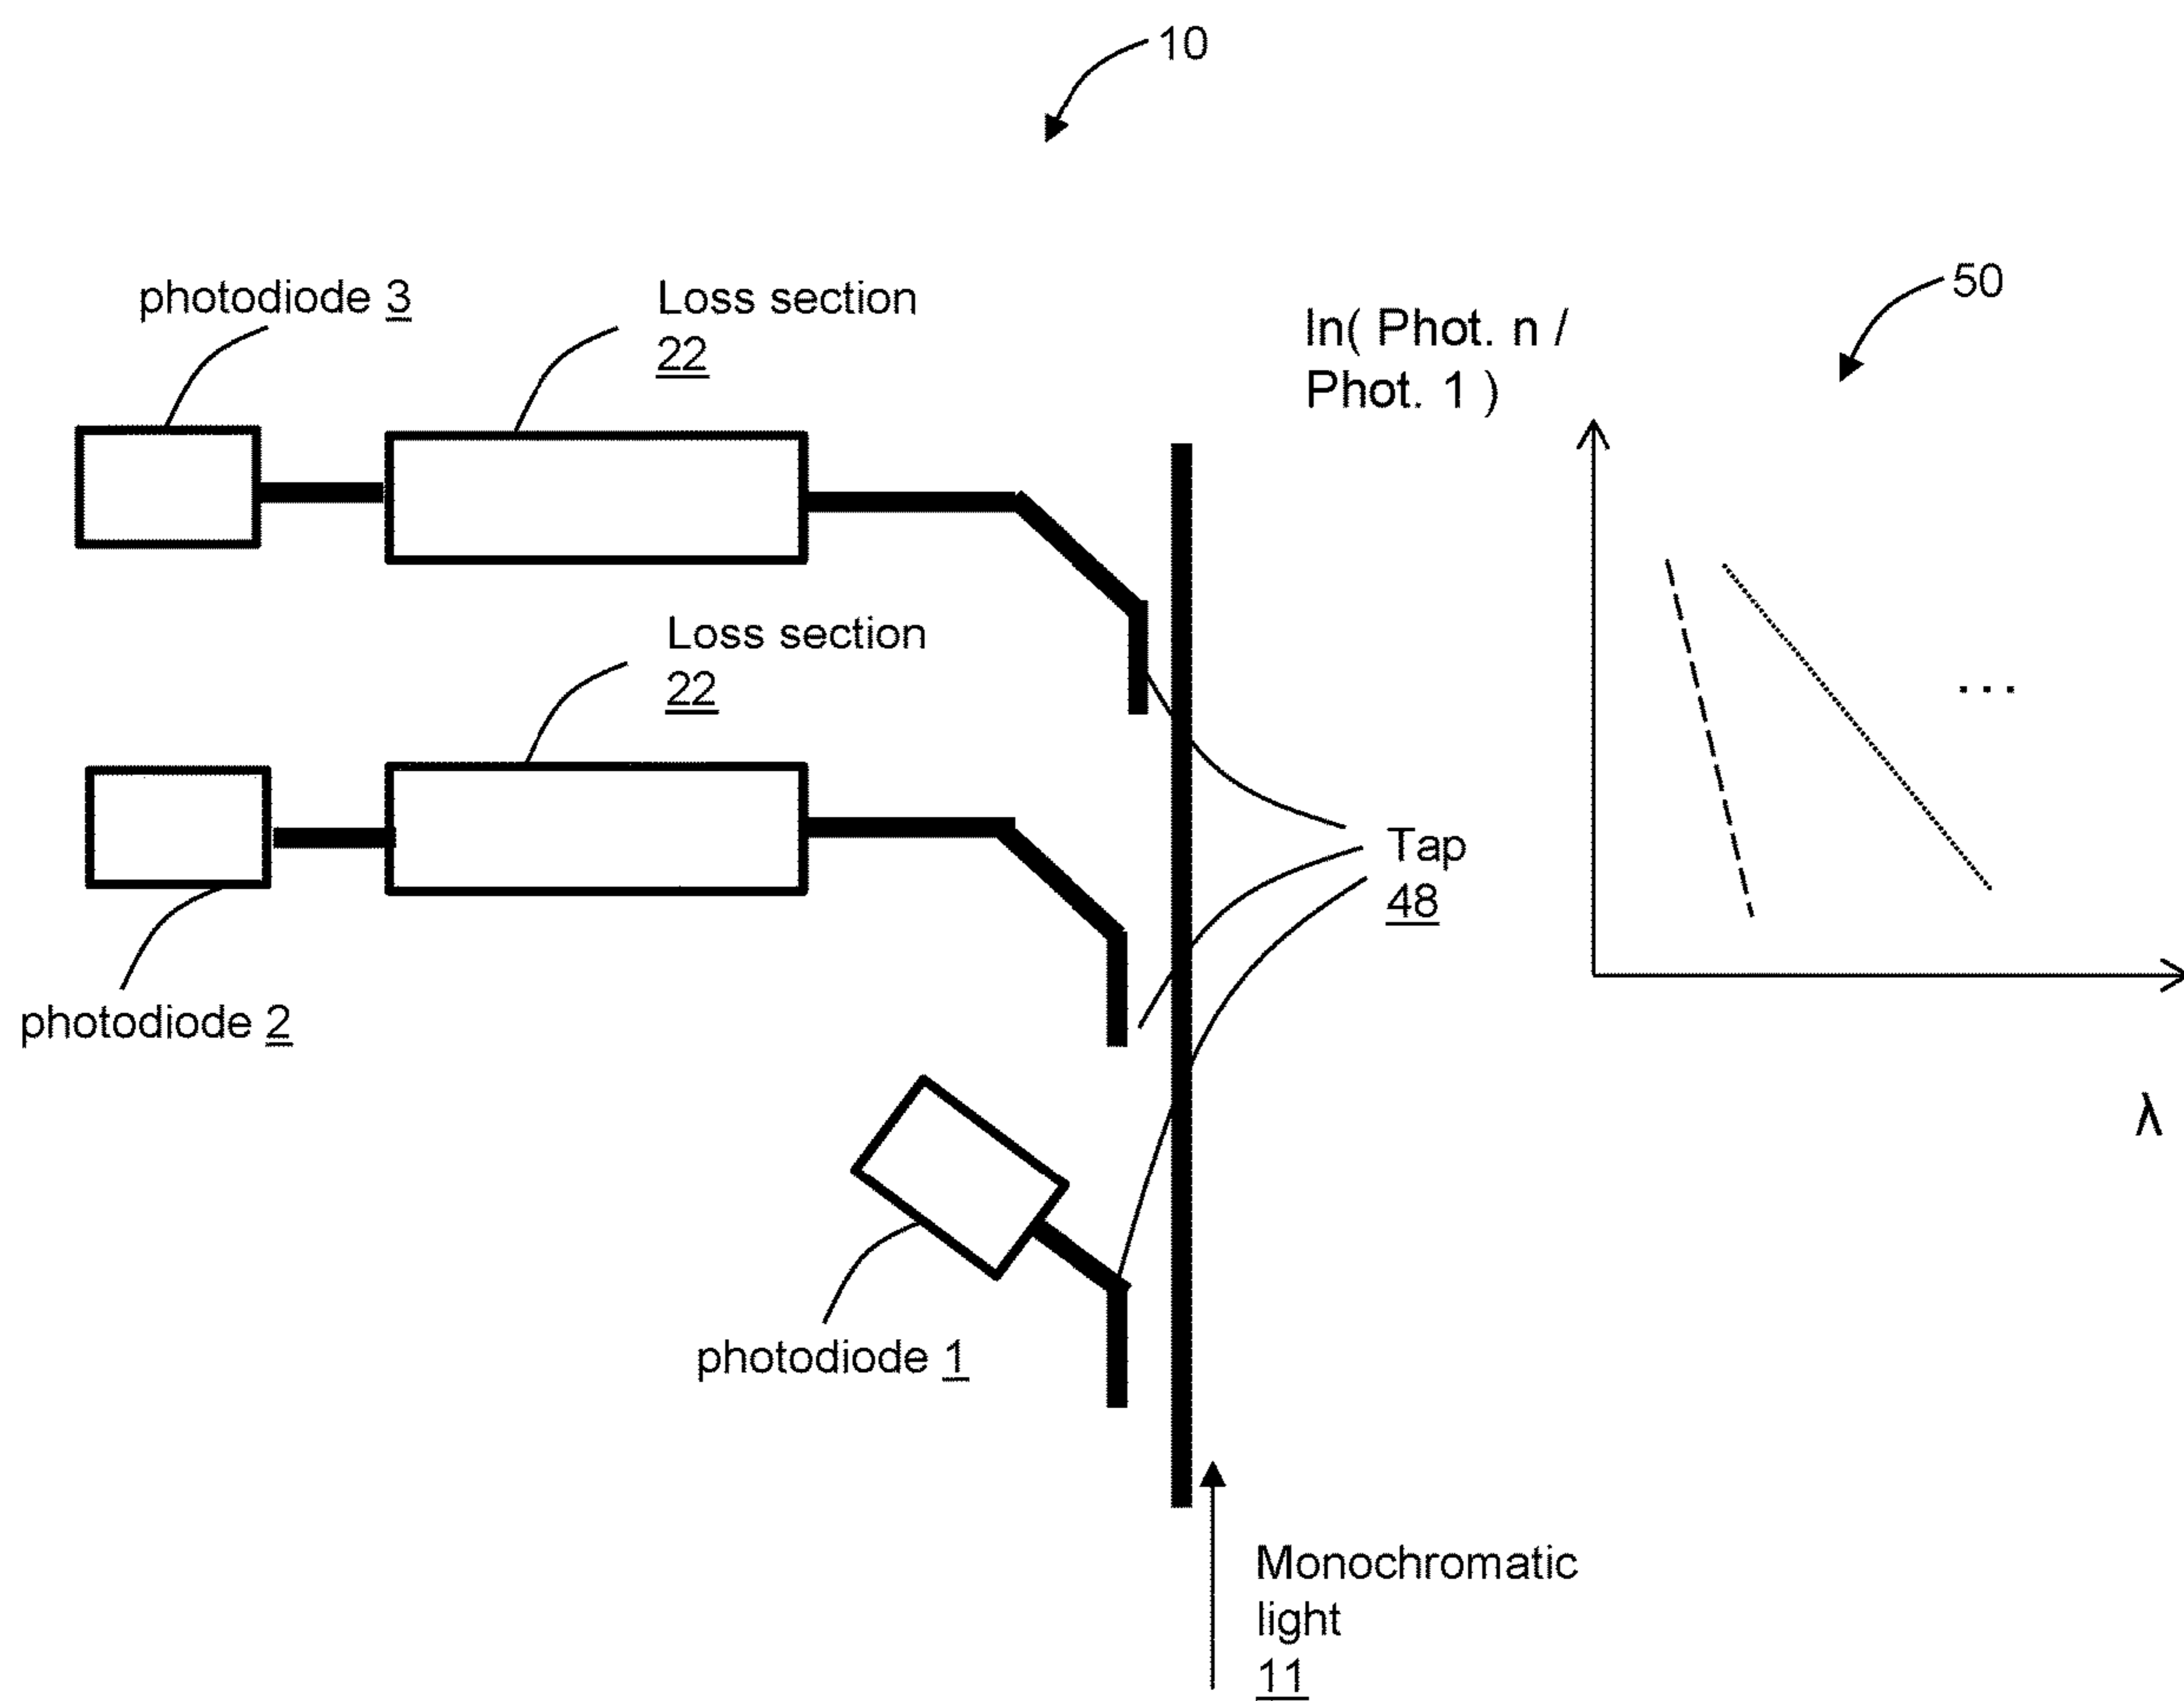 10
photodiode 3
Loss section
22
ln( Phot. n /
Phot. 1 )
50
Loss section
22
...
Tap
48
photodiode 2
λ
photodiode 1
Monochromatic
light
11